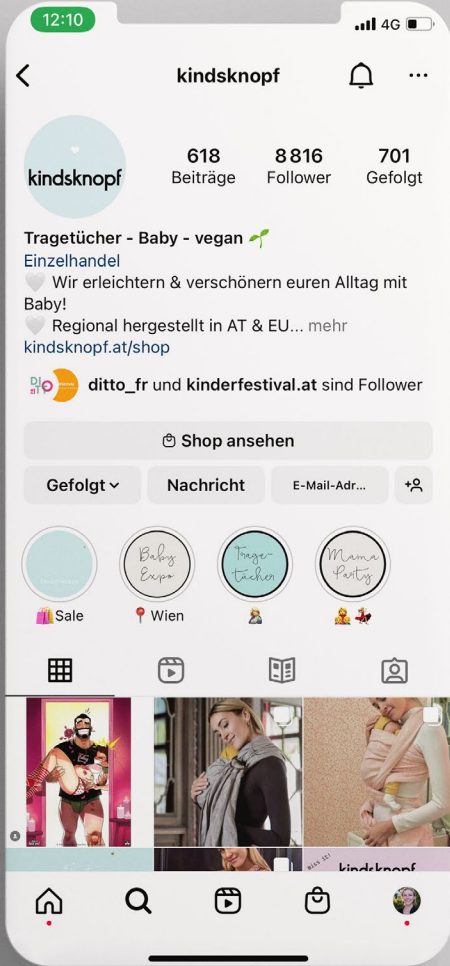 12:10
4G
kindsknopf
kindsknopf
618
8 816
701
Beiträge
Follower
Gefolgt
Tragetücher - Baby - vegan 🌱
Einzelhandel
🤍 Wir erleichtern & verschönern euren Alltag mit
Baby!
🤍 Regional hergestellt in AT & EU... mehr
kindsknopf.at/shop
ditto_fr und kinderfestival.at sind Follower
Shop ansehen
Gefolgt
Nachricht
E-Mail-Adr...
Baby
Expo
Trage-
tücher
Mama
Party
🛍️Sale
📍Wien
miss it!
kindsknopf